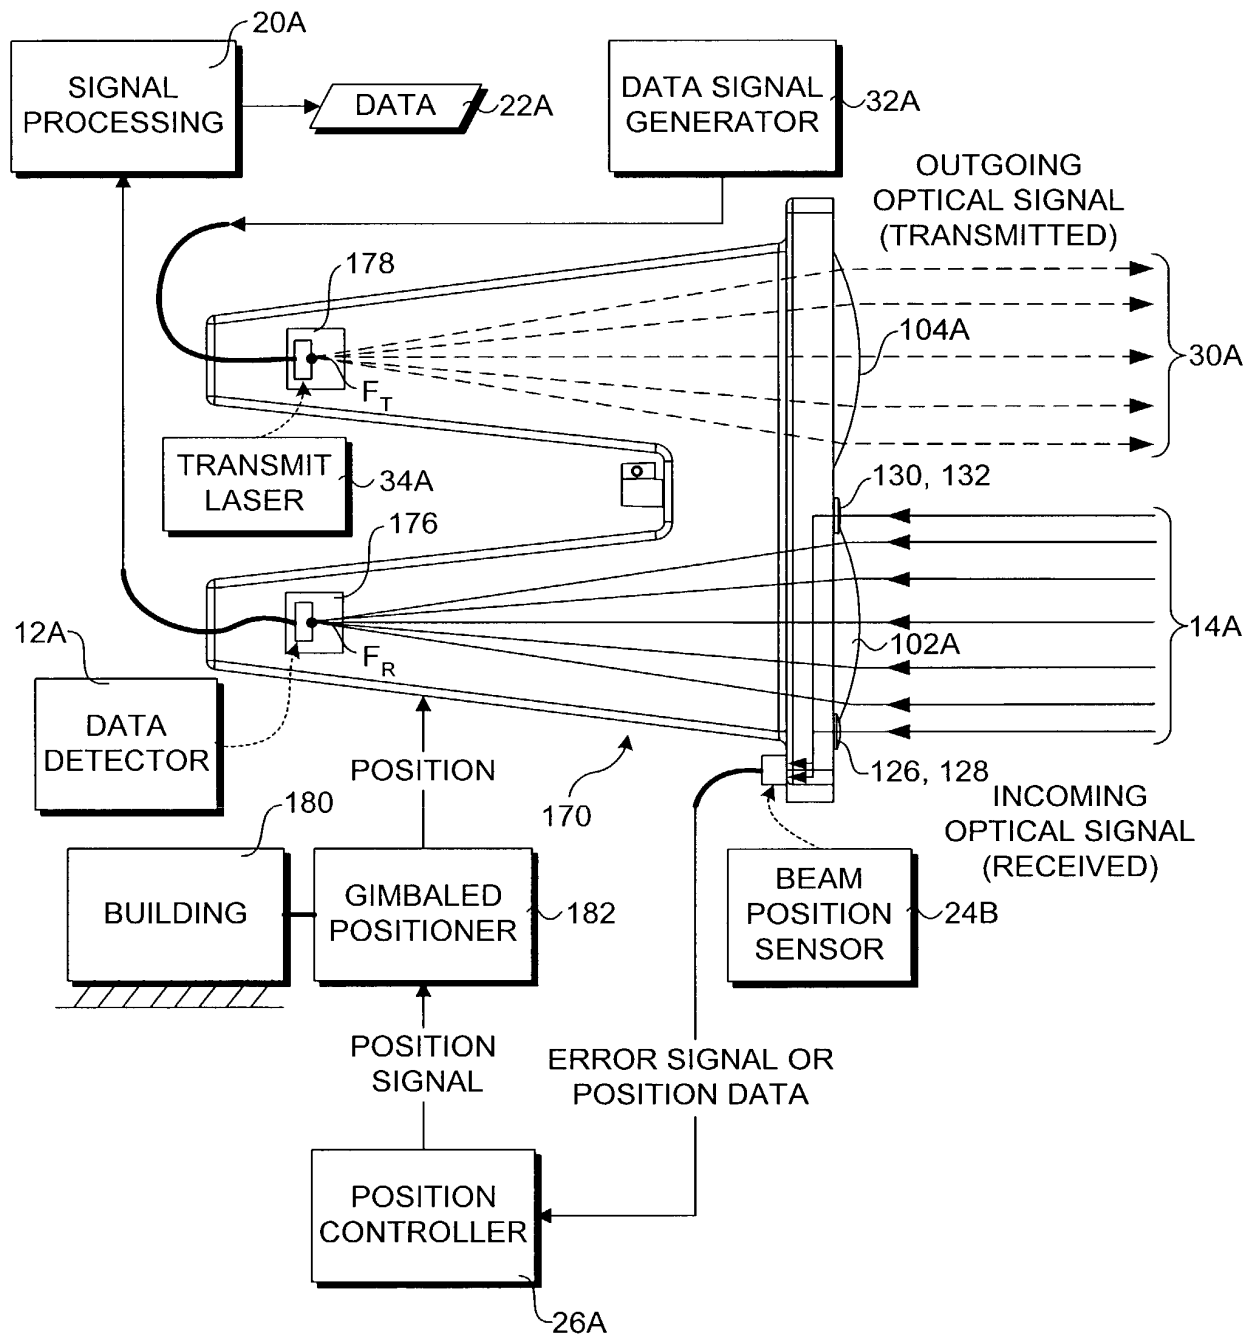 20A
SIGNAL
PROCESSING
DATA
22A
DATA SIGNAL
GENERATOR
32A
OUTGOING
OPTICAL SIGNAL
(TRANSMITTED)
178
104A
30A
F_T
TRANSMIT
LASER
34A
130, 132
176
12A
102A
14A
F_R
DATA
DETECTOR
POSITION
126, 128
170
INCOMING
OPTICAL SIGNAL
(RECEIVED)
180
BUILDING
GIMBALED
POSITIONER
182
BEAM
POSITION
SENSOR
24B
POSITION
SIGNAL
ERROR SIGNAL OR
POSITION DATA
POSITION
CONTROLLER
26A